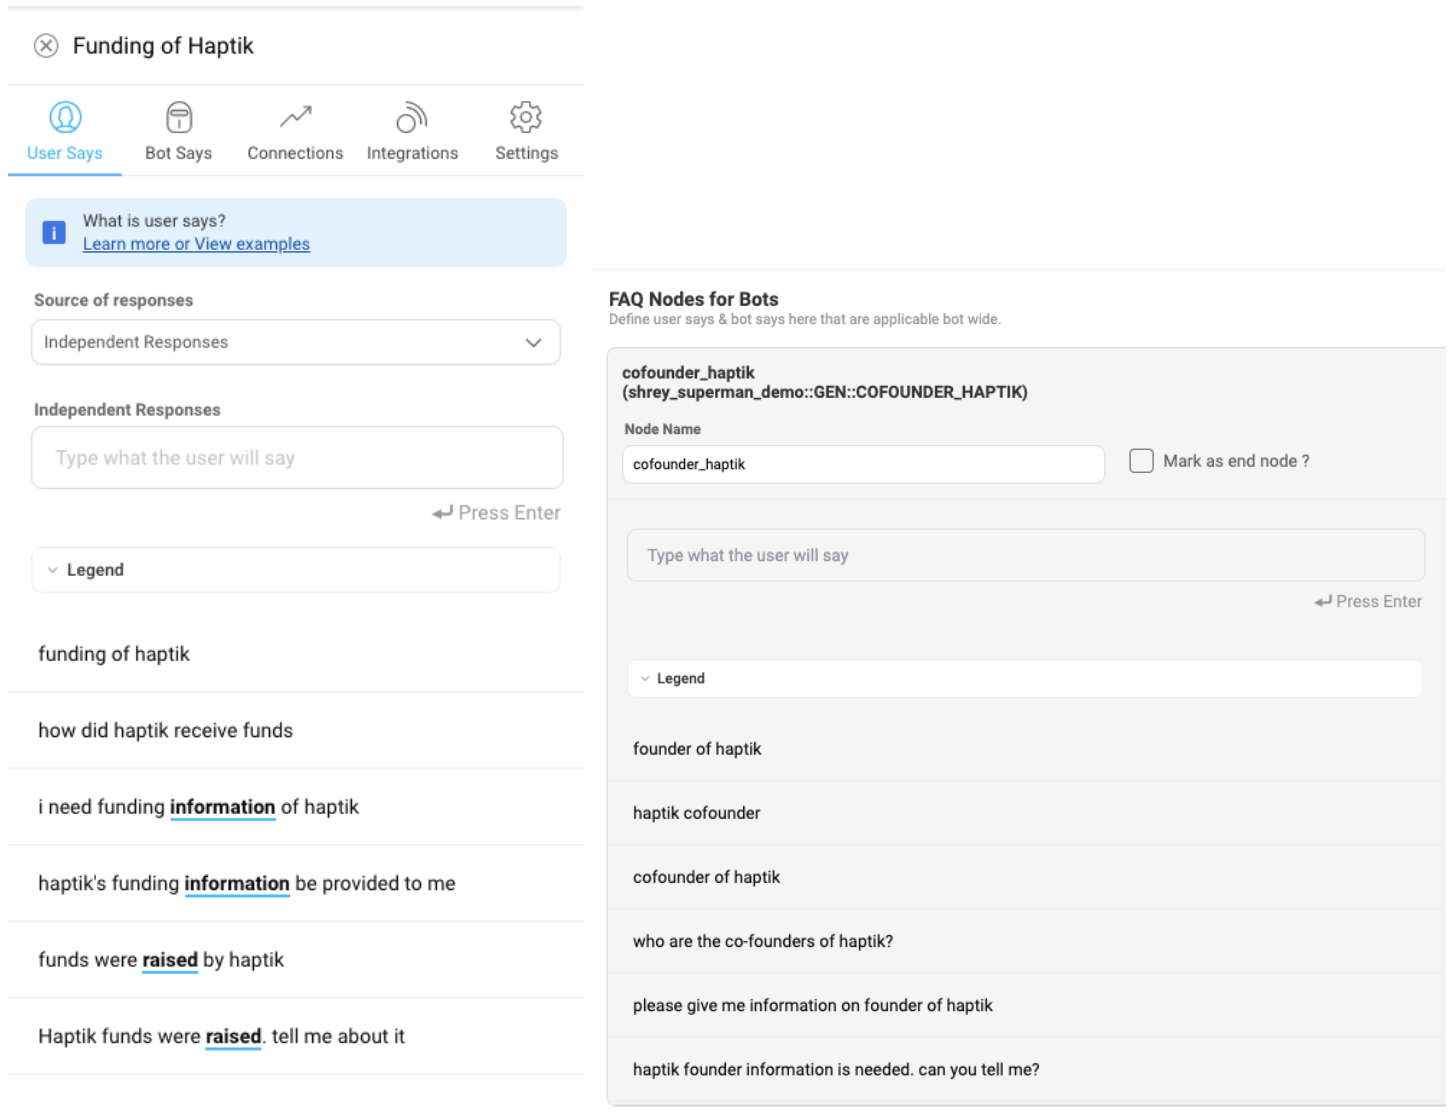 Funding of Haptik
User Says
Bot Says
Connections
Integrations
Settings
i
What is user says?
Learn more or View examples
Source of responses
Independent Responses
Independent Responses
Type what the user will say
Press Enter
Legend
funding of haptik
how did haptik receive funds
i need funding information of haptik
haptik's funding information be provided to me
funds were raised by haptik
Haptik funds were raised. tell me about it
FAQ Nodes for Bots
Define user says & bot says here that are applicable bot wide.
cofounder_haptik
(shrey_superman_demo::GEN::COFOUNDER_HAPTIK)
Node Name
cofounder_haptik
Mark as end node ?
Type what the user will say
Press Enter
Legend
founder of haptik
haptik cofounder
cofounder of haptik
who are the co-founders of haptik?
please give me information on founder of haptik
haptik founder information is needed. can you tell me?